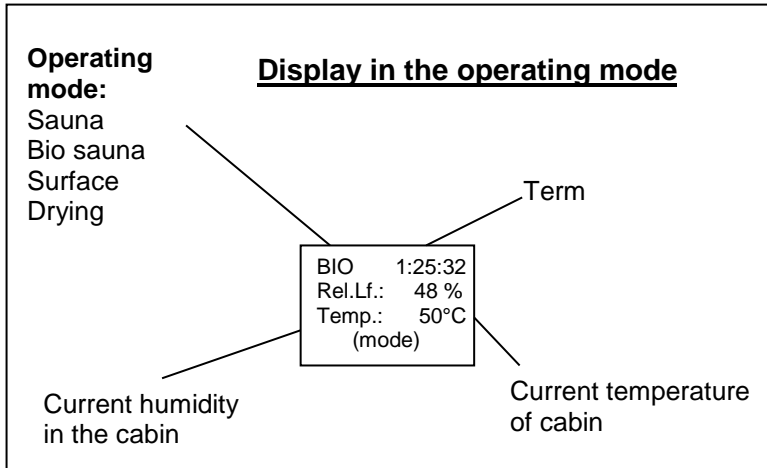 Operating
mode:
Sauna
Bio sauna
Surface
Drying
Display in the operating mode
Term
BIO 1:25:32
Rel.Lf.: 48 %
Temp.: 50°C
(mode)
Current humidity
in the cabin
Current temperature
of cabin